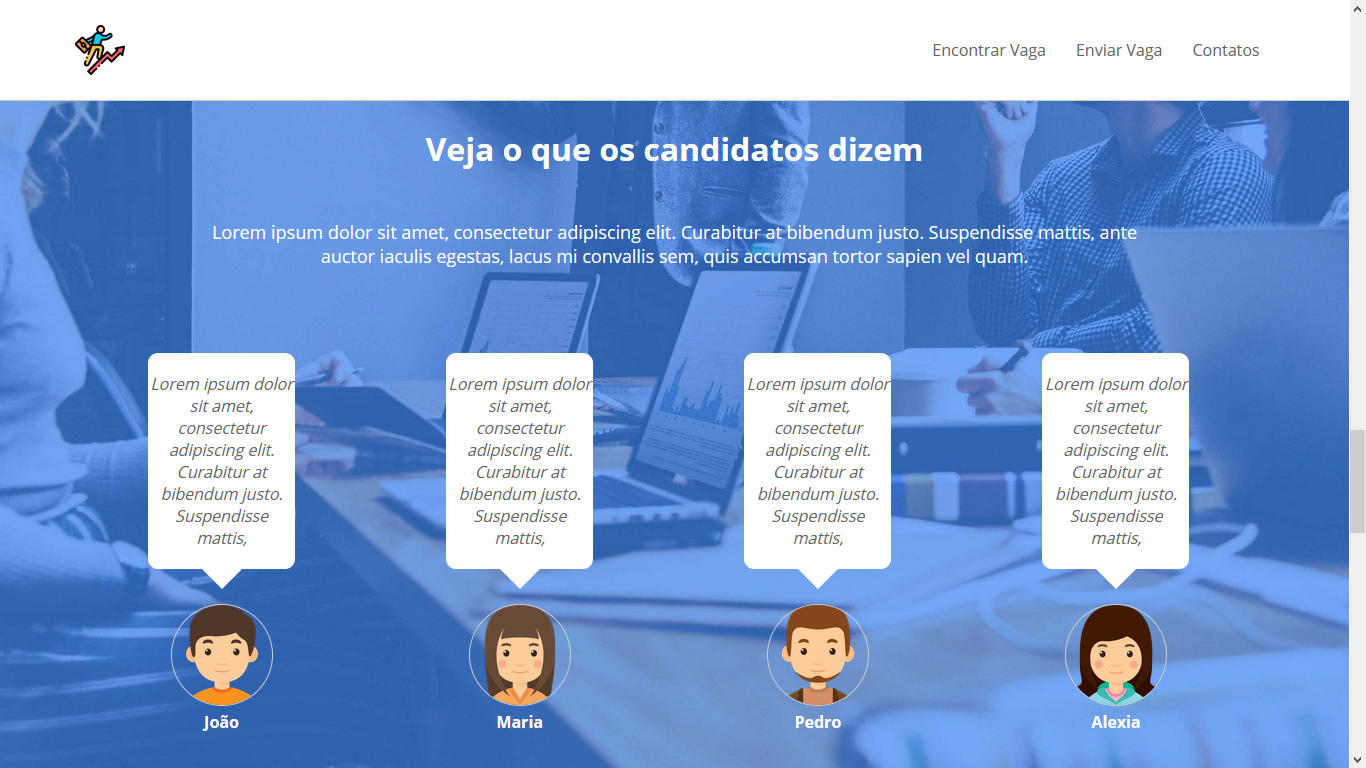 Encontrar Vaga Enviar Vaga Contatos
Veja o que os candidatos dizem
Lorem ipsum dolor sit amet, consectetur adipiscing elit. Curabitur at bibendum justo. Suspendisse mattis, ante
auctor iaculis egestas, lacus mi convallis sem, quis accumsan tortor sapien vel quam.
Lorem ipsum dolor
sit amet,
consectetur
adipiscing elit.
Curabitur at
bibendum justo.
Suspendisse
mattis,
João
Lorem ipsum dolor
sit amet,
consectetur
adipiscing elit.
Curabitur at
bibendum justo.
Suspendisse
mattis,
Maria
Lorem ipsum dolor
sit amet,
consectetur
adipiscing elit.
Curabitur at
bibendum justo.
Suspendisse
mattis,
Pedro
Lorem ipsum dolor
sit amet,
consectetur
adipiscing elit.
Curabitur at
bibendum justo.
Suspendisse
mattis,
Alexia